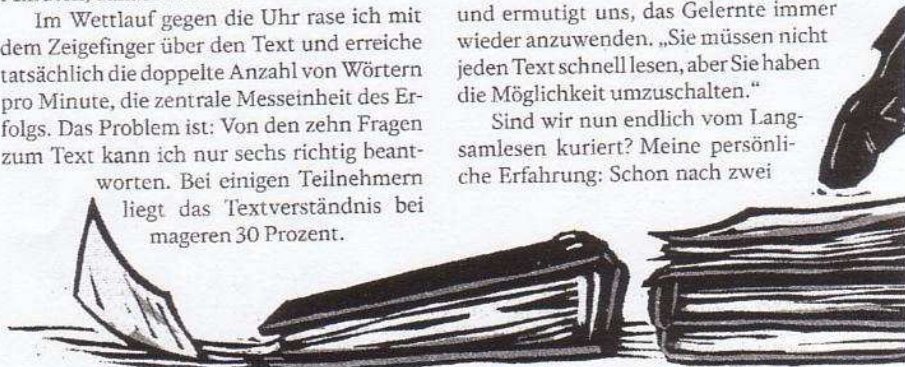 Im Wettlauf gegen die Uhr rase ich mit
dem Zeigefinger über den Text und erreiche
tatsächlich die doppelte Anzahl von Wörtern
pro Minute, die zentrale Messeinheit des Er-
folgs. Das Problem ist: Von den zehn Fragen
zum Text kann ich nur sechs richtig beant-
worten. Bei einigen Teilnehmern
liegt das Textverständnis bei
mageren 30 Prozent.
und ermutigt uns, das Gelernte immer
wieder anzuwenden. „Sie müssen nicht
jeden Text schnell lesen, aber Sie haben
die Möglichkeit umzuschalten.“
Sind wir nun endlich vom Lang-
samlesen kuriert? Meine persönli-
che Erfahrung: Schon nach zwei